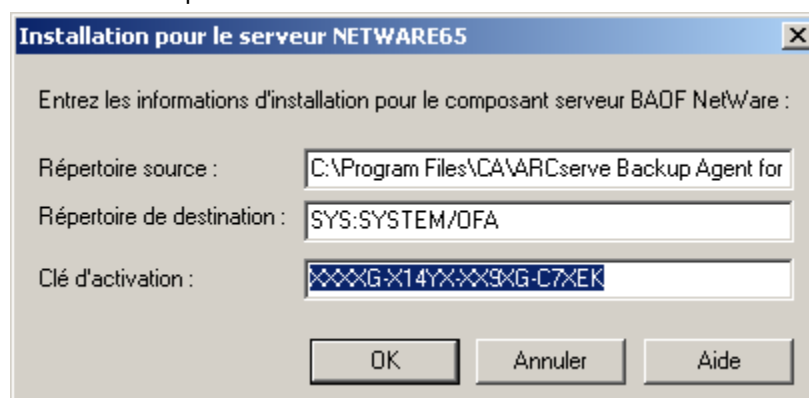 Installation pour le serveur NETWARE65
Entrez les informations d'installation pour le composant serveur BAOF NetWare :
Répertoire source : C:\Program Files\CA\ARCserve Backup Agent for
Répertoire de destination : SYS:SYSTEM/OFA
Clé d'activation : XXXXG-X14YX-XX9XG-C7XEK
OK Annuler Aide